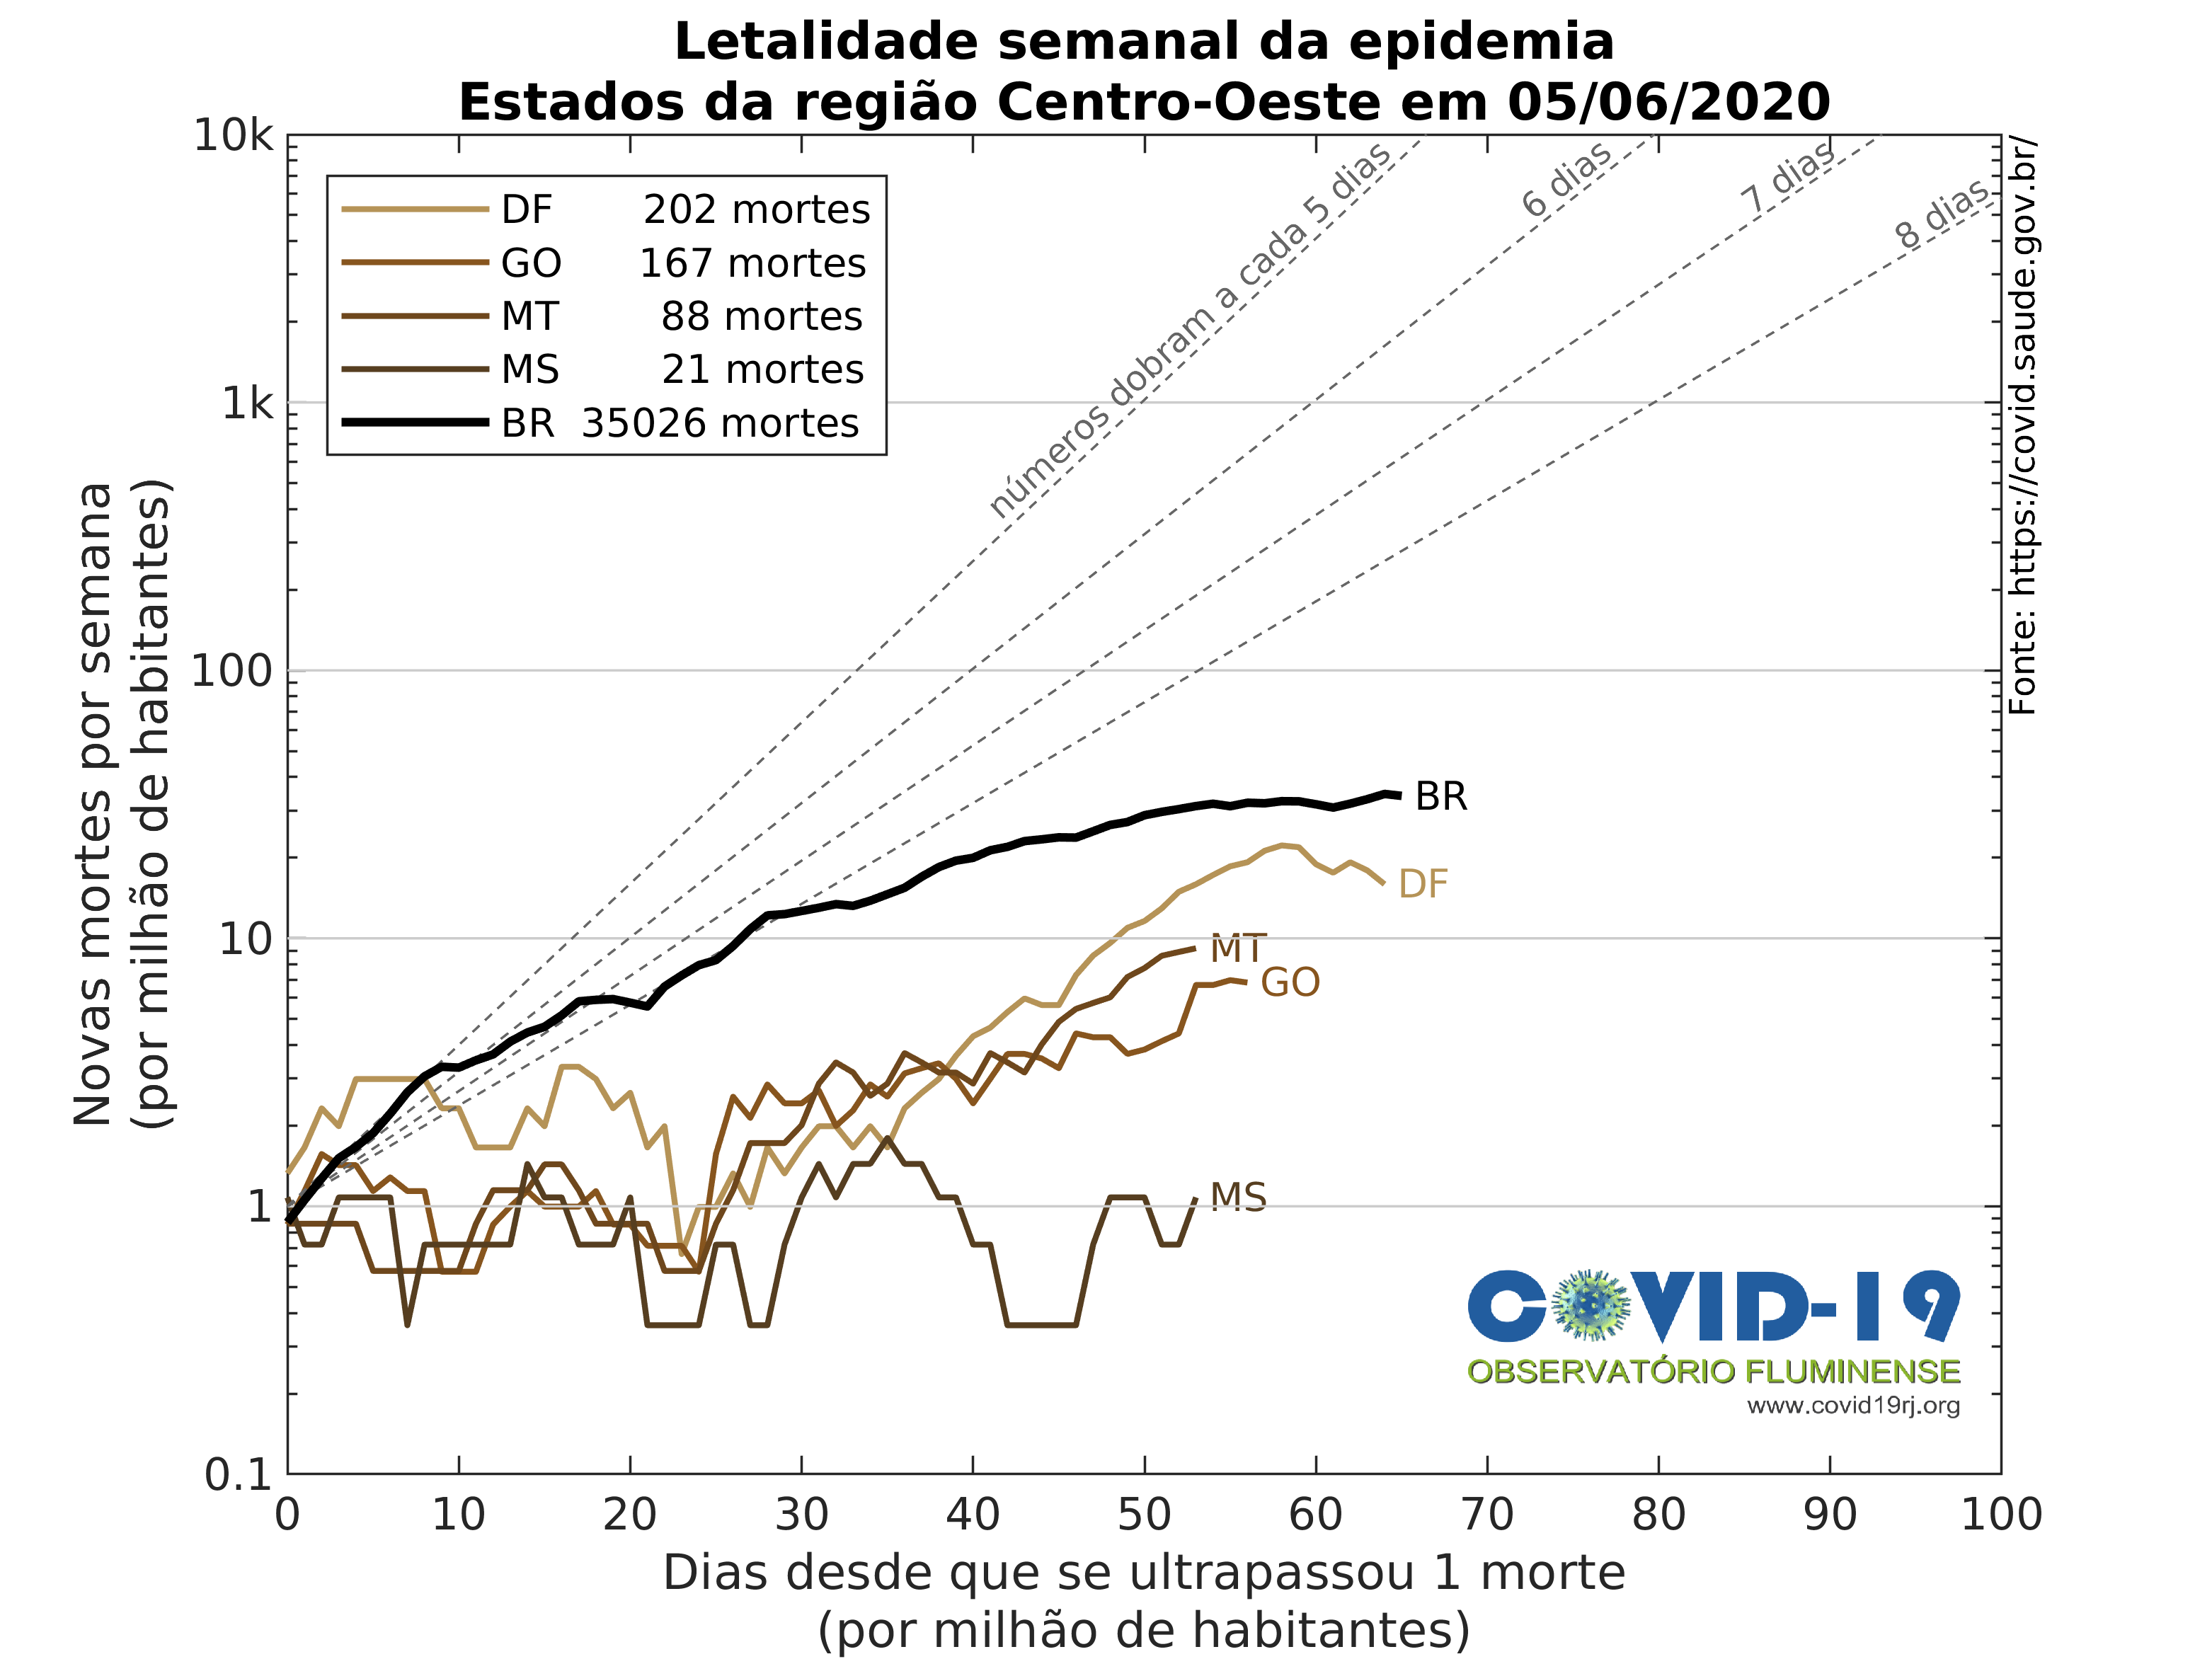 Letalidade semanal da epidemia
Estados da região Centro-Oeste em 05/06/2020
Novas mortes por semana
(por milhão de habitantes)
10k
1k
100
10
1
0.1
DF 202 mortes
GO 167 mortes
MT 88 mortes
MS 21 mortes
BR 35026 mortes
números dobram a cada 5 dias
6 dias
7 dias
8 dias
Fonte: https://covid.saude.gov.br/
BR
DF
MT
GO
MS
COVID-19
OBSERVATÓRIO FLUMINENSE
www.covid19rj.org
0 10 20 30 40 50 60 70 80 90 100
Dias desde que se ultrapassou 1 morte
(por milhão de habitantes)